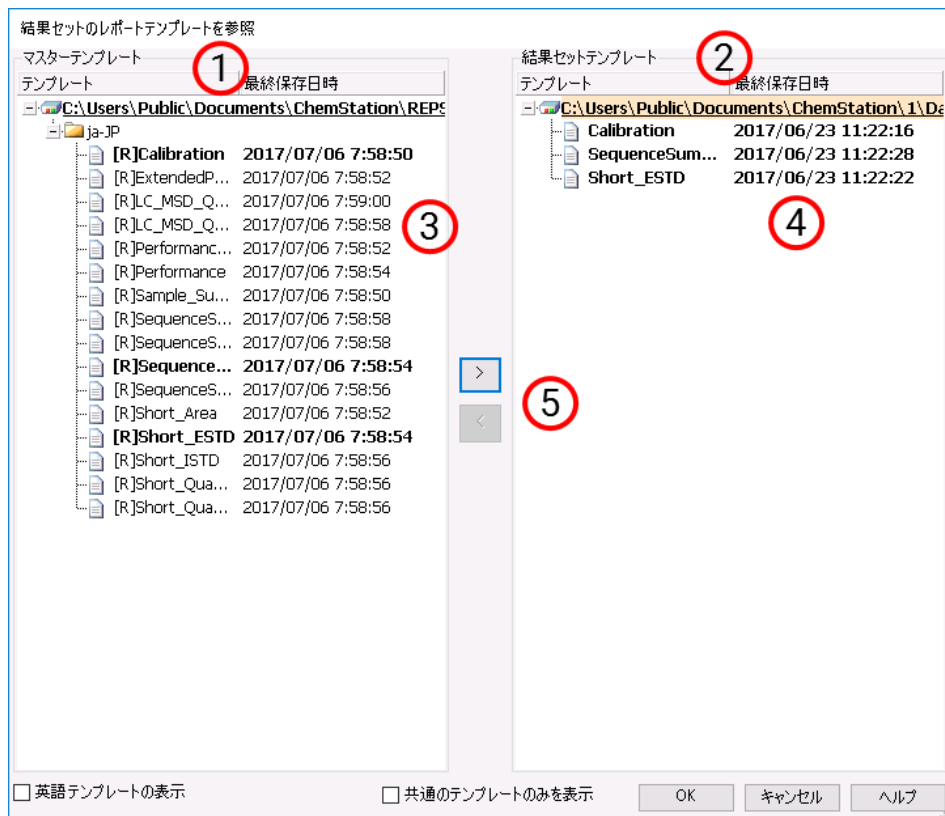 結果セットのレポートテンプレートを参照
マスターテンプレート
1
テンプレート 最終保存日時
C:\Users\Public\Documents\ChemStation\REPS
ja-JP
[R]Calibration 2017/07/06 7:58:50
[R]ExtendedP... 2017/07/06 7:58:52
[R]LC_MSD_Q... 2017/07/06 7:59:00
[R]LC_MSD_Q... 2017/07/06 7:58:58
3
[R]Performanc... 2017/07/06 7:58:52
[R]Performance 2017/07/06 7:58:54
[R]Sample_Su... 2017/07/06 7:58:50
[R]SequenceS... 2017/07/06 7:58:58
[R]SequenceS... 2017/07/06 7:58:58
[R]Sequence... 2017/07/06 7:58:54
[R]SequenceS... 2017/07/06 7:58:56
[R]Short_Area 2017/07/06 7:58:52
[R]Short_ESTD 2017/07/06 7:58:54
[R]Short_ISTD 2017/07/06 7:58:56
[R]Short_Qua... 2017/07/06 7:58:56
[R]Short_Qua... 2017/07/06 7:58:56
>
<
5
結果セットテンプレート
2
テンプレート 最終保存日時
C:\Users\Public\Documents\ChemStation\1\Da
Calibration 2017/06/23 11:22:16
SequenceSum... 2017/06/23 11:22:28
Short_ESTD 2017/06/23 11:22:22
4
英語テンプレートの表示
共通のテンプレートのみを表示
OK
キャンセル
ヘルプ